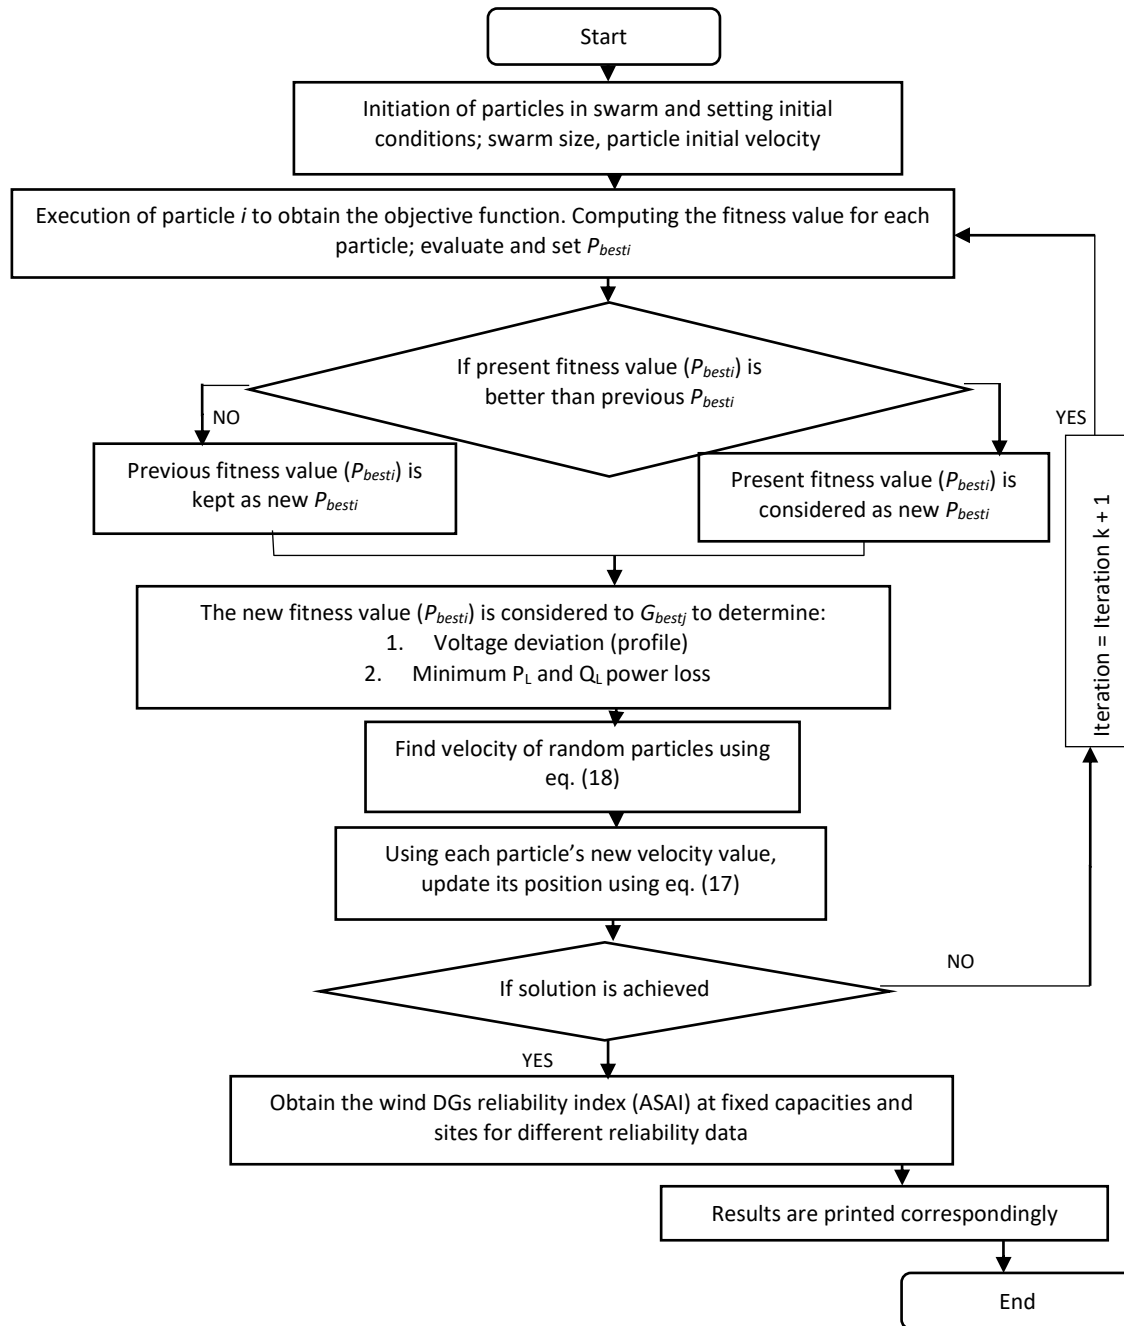 Start
Initiation of particles in swarm and setting initial
conditions; swarm size, particle initial velocity
Execution of particle i to obtain the objective function. Computing the fitness value for each
particle; evaluate and set Pbesti
If present fitness value (Pbesti) is
better than previous Pbesti
NO
YES
Previous fitness value (Pbesti) is
kept as new Pbesti
Present fitness value (Pbesti) is
considered as new Pbesti
Iteration = Iteration k + 1
The new fitness value (Pbesti) is considered to Gbestj to determine:
1. Voltage deviation (profile)
2. Minimum PL and QL power loss
Find velocity of random particles using
eq. (18)
Using each particle’s new velocity value,
update its position using eq. (17)
If solution is achieved
NO
YES
Obtain the wind DGs reliability index (ASAI) at fixed capacities and
sites for different reliability data
Results are printed correspondingly
End